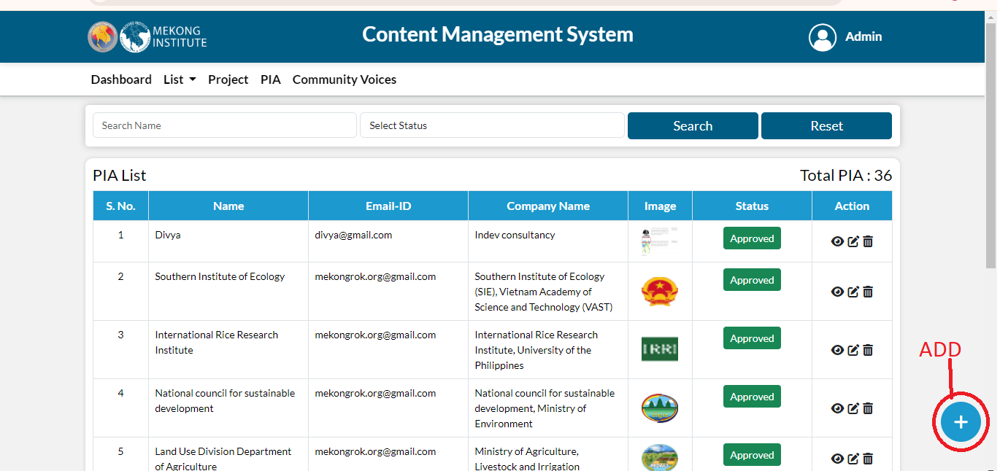 MEKONG
INSTITUTE
Content Management System
Admin
Dashboard List Project PIA Community Voices
Search Name
Select Status
Search
Reset
PIA List
Total PIA : 36
S. No. Name Email-ID Company Name Image Status Action
1 Divya divya@gmail.com Indev consultancy Approved
2 Southern Institute of Ecology mekongrok.org@gmail.com Southern Institute of Ecology Approved
(SIE), Vietnam Academy of
Science and Technology (VAST)
3 International Rice Research mekongrok.org@gmail.com International Rice Research Approved
Institute Institute, University of the IRRI
Philippines
ADD
4 National council for sustainable mekongrok.org@gmail.com National council for sustainable Approved
development development, Ministry of
Environment
+
5 Land Use Division Department mekongrok.org@gmail.com Ministry of Agriculture, Approved
of Agriculture Livestock and Irrigation